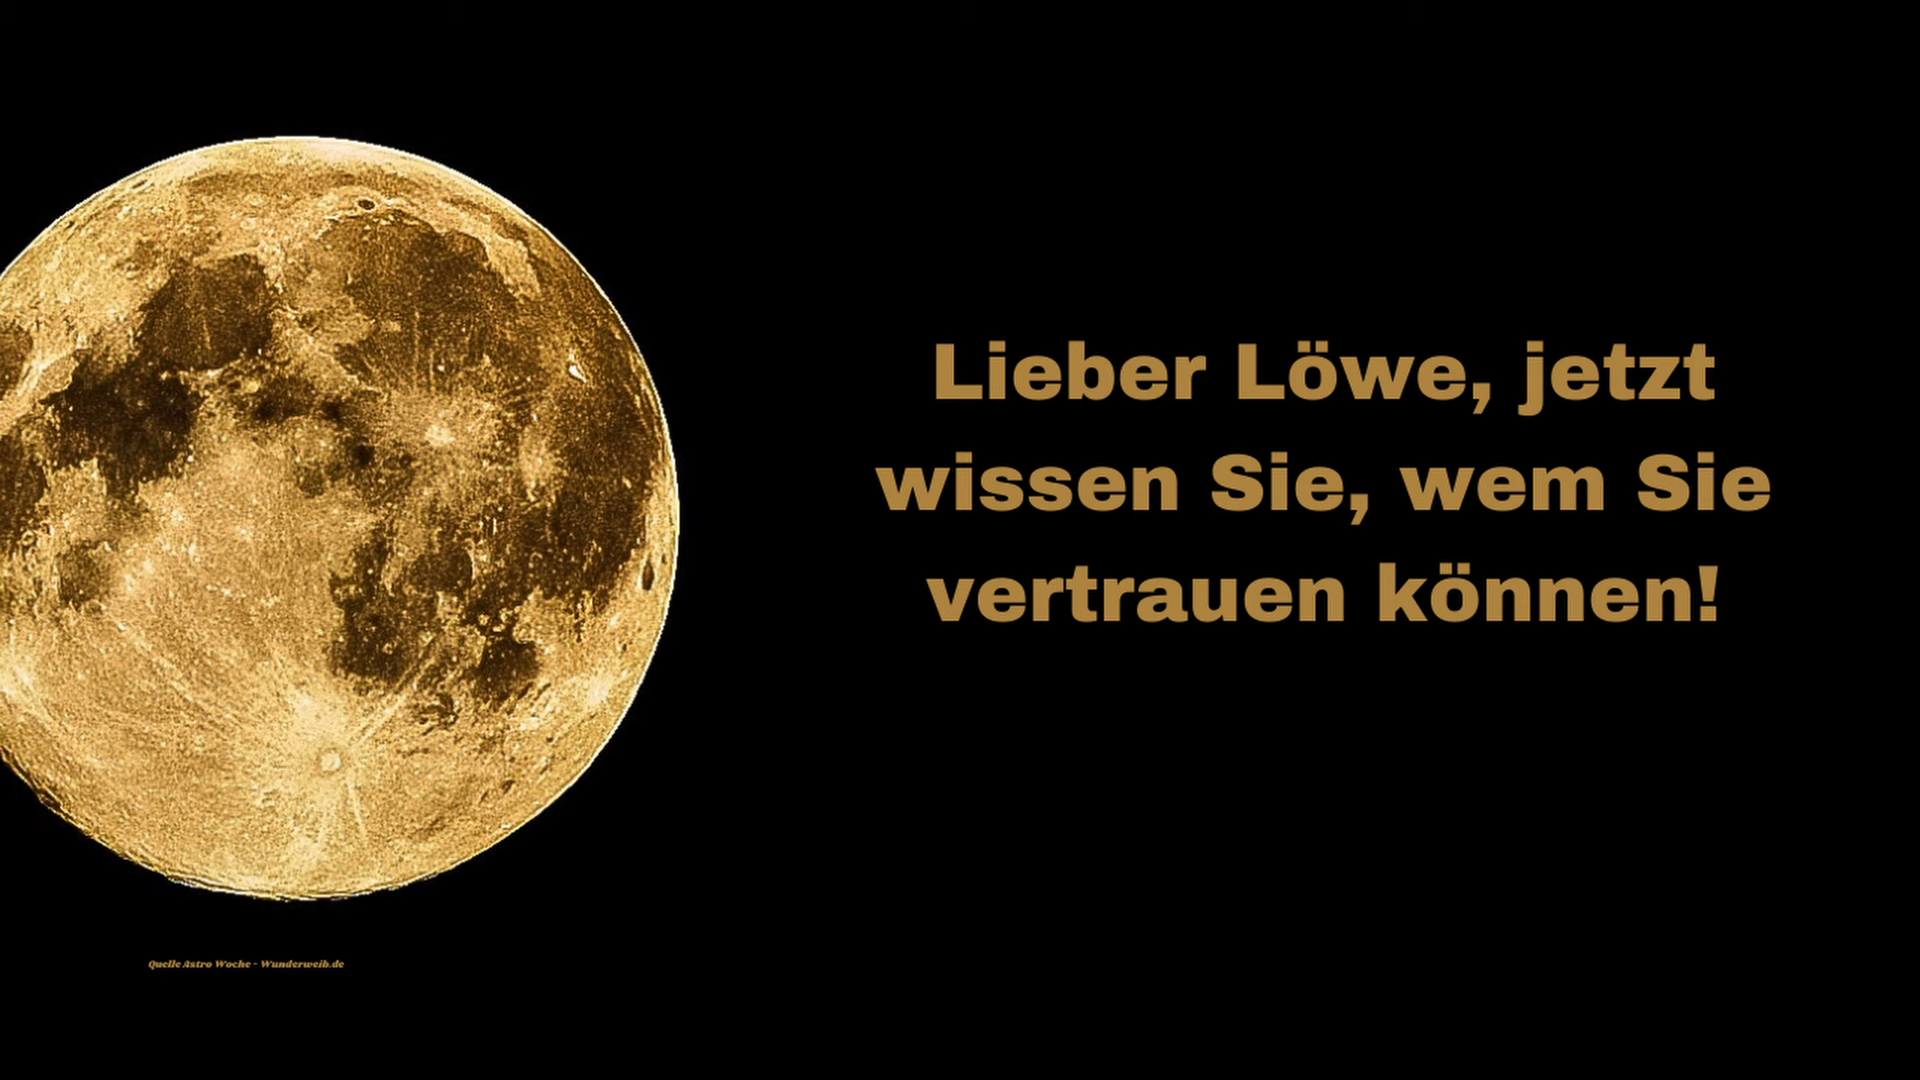 Lieber Löwe, jetzt
wissen Sie, wem Sie
vertrauen können!
Quelle Astro Woche - Wunderweib.de